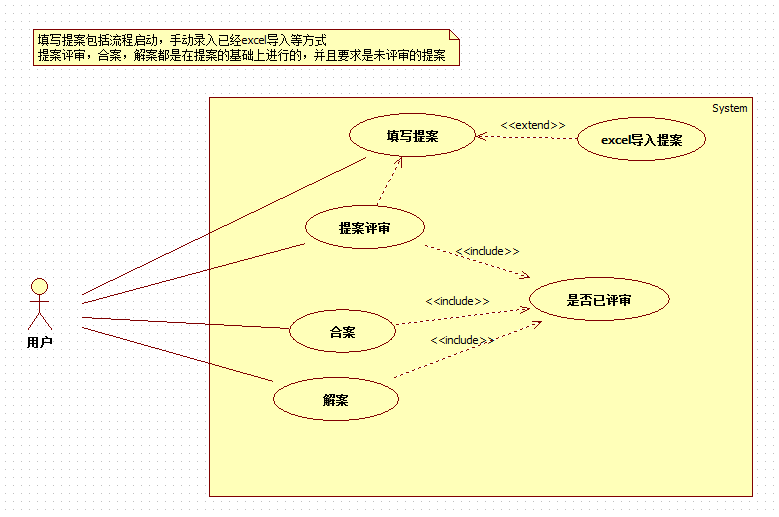 填写提案包括流程启动，手动录入已经excel导入等方式
提案评审，合案，解案都是在提案的基础上进行的，并且要求是未评审的提案
System
填写提案
<<extend>>
excel导入提案
提案评审
<<include>>
是否已评审
<<include>>
合案
<<include>>
用户
解案